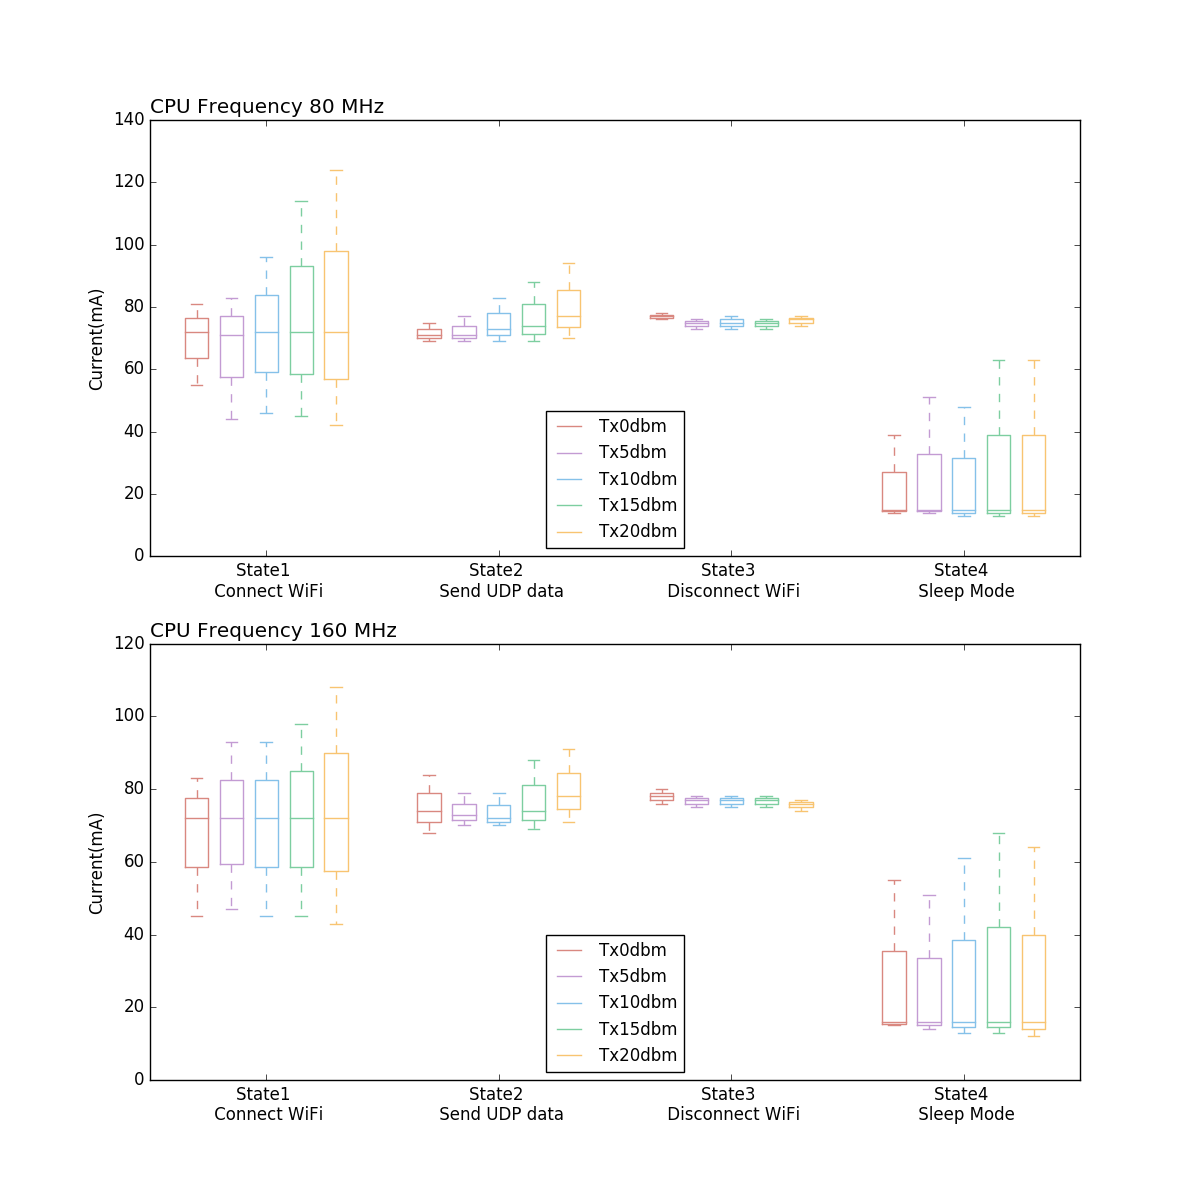 CPU Frequency 80 MHz
140
120
100
80
60
40
20
0
Current(mA)
Tx0dbm
Tx5dbm
Tx10dbm
Tx15dbm
Tx20dbm
State1 State2 State3 State4
Connect WiFi Send UDP data Disconnect WiFi Sleep Mode
CPU Frequency 160 MHz
120
100
80
60
40
20
0
Current(mA)
Tx0dbm
Tx5dbm
Tx10dbm
Tx15dbm
Tx20dbm
State1 State2 State3 State4
Connect WiFi Send UDP data Disconnect WiFi Sleep Mode